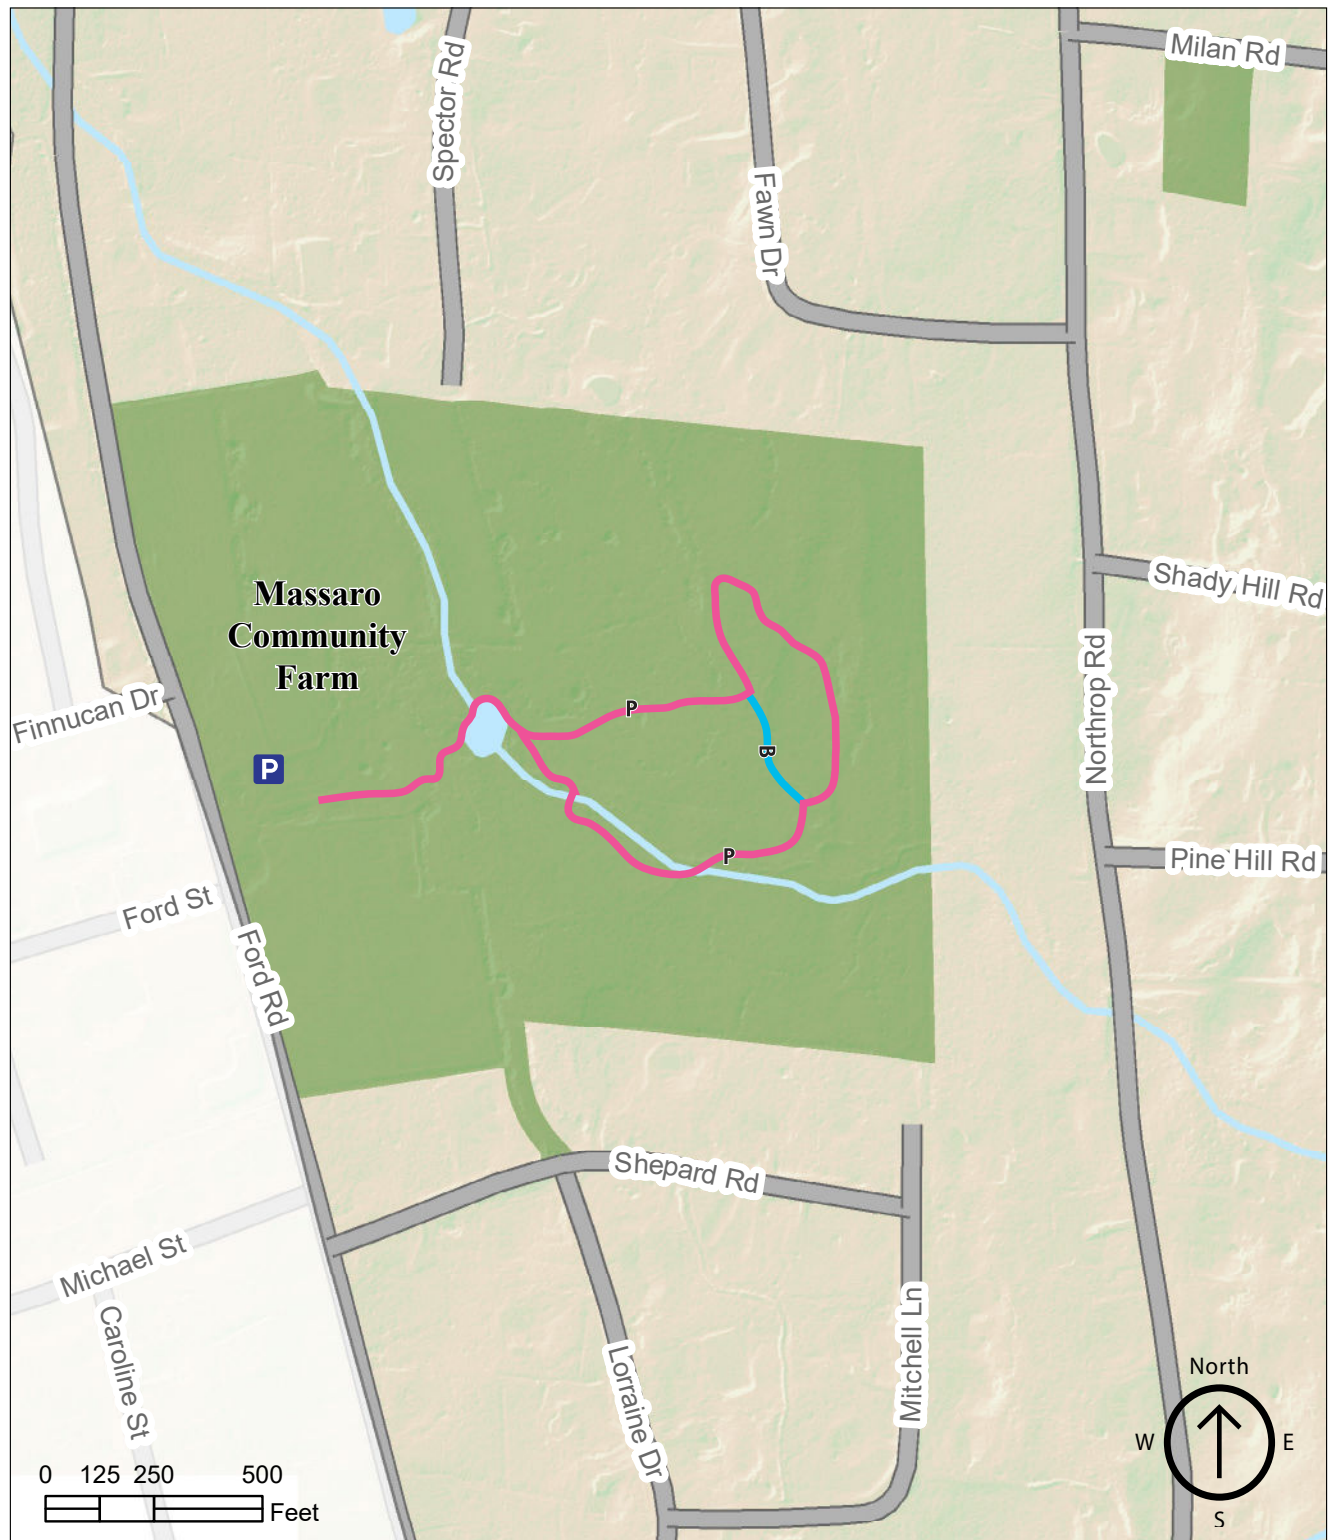 Milan Rd
Spector Rd
Fawn Dr
Shady Hill Rd
Massaro
Community
Farm
Northrop Rd
Finnucan Dr
P
B
P
P
Pine Hill Rd
Ford St
Ford Rd
Shepard Rd
Michael St
Caroline St
Mitchell Ln
Lorraine Dr
North
W E
S
0 125 250 500
Feet